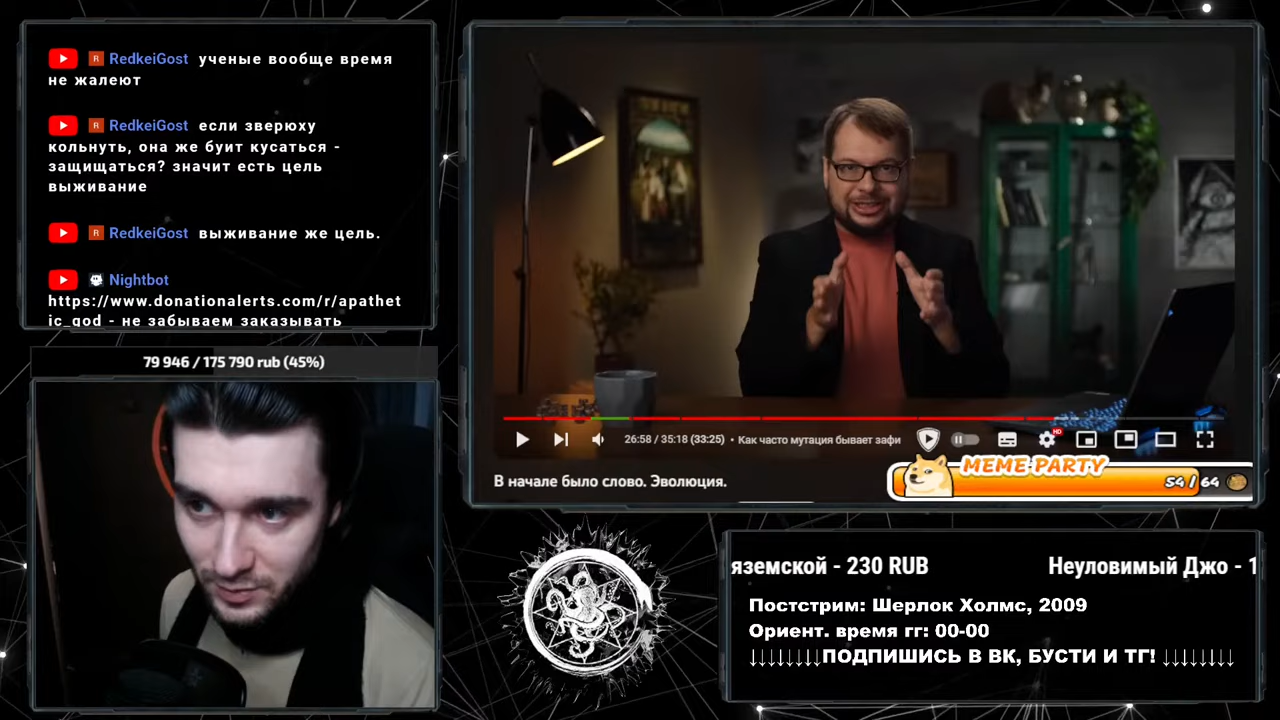 RedkeiGost ученые вообще время
не жалеют
RedkeiGost если зверюху
кольнуть, она же буит кусаться -
защищаться? значит есть цель
выживание
RedkeiGost выживание же цель.
Nightbot
https://www.donationalerts.com/r/apathet
ic_god - не забываем заказывать
79 946 / 175 790 rub (45%)
26:58 / 35:18 (33:25) • Как часто мутация бывает зафи
HD
В начале было слово. Эволюция.
MEME PARTY
54 / 64
яземской - 230 RUB
Неуловимый Джо - 1
Постстрим: Шерлок Холмс, 2009
Ориент. время гг: 00-00
↓↓↓↓↓↓↓↓ПОДПИШИСЬ В ВК, БУСТИ И ТГ! ↓↓↓↓↓↓↓↓